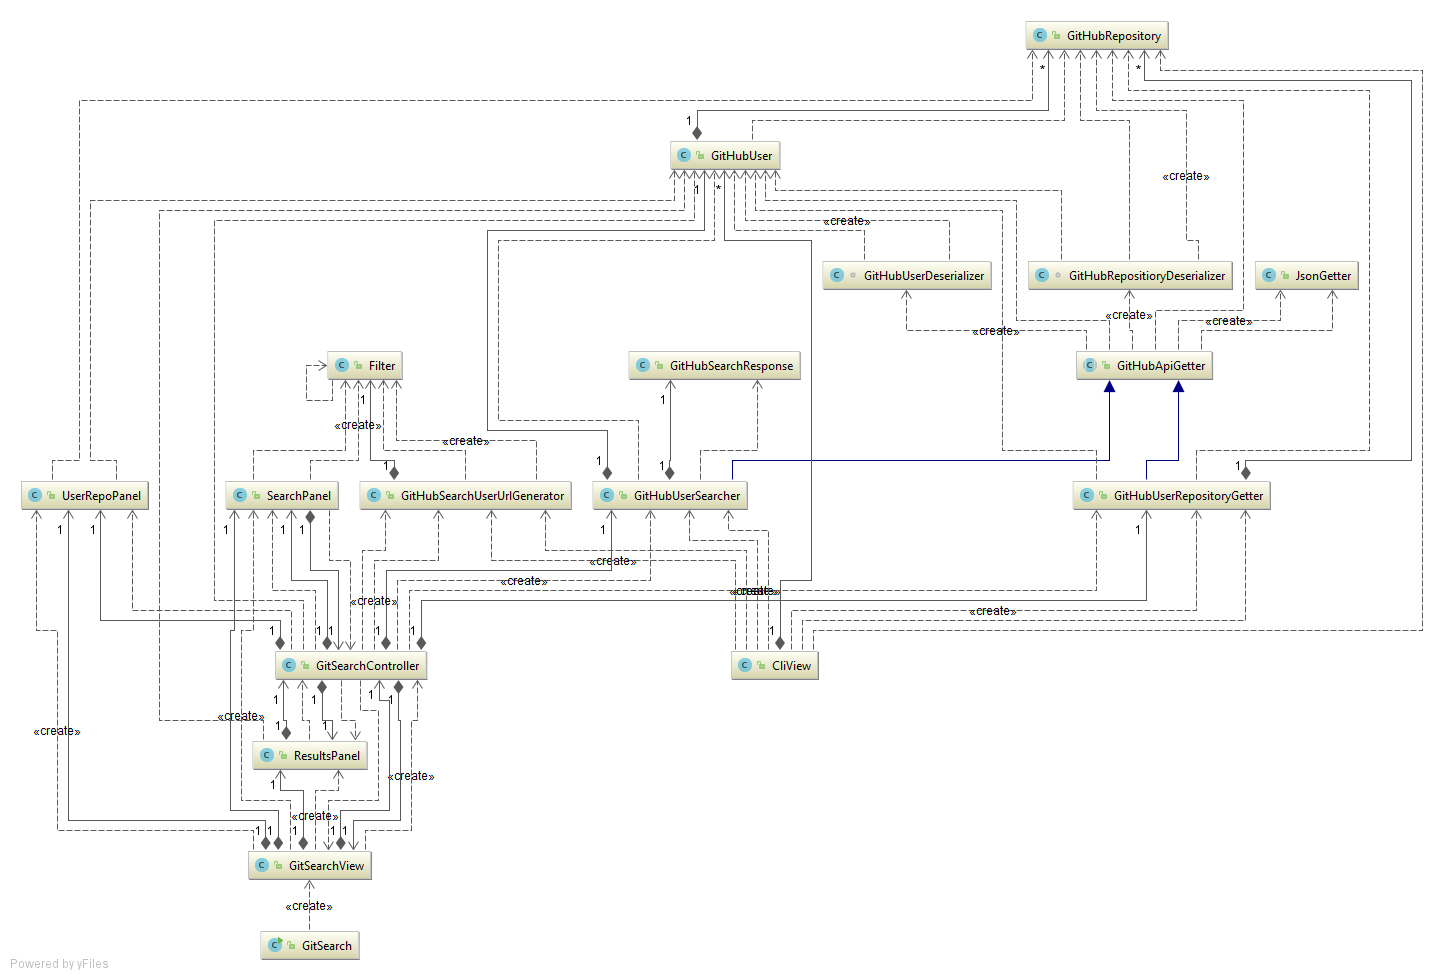 GitHubRepository
*
*
1
GitHubUser
«create»
1
*
«create»
GitHubUserDeserializer
GitHubRepositioryDeserializer
JsonGetter
«create»
«create»
«create»
Filter
GitHubSearchResponse
GitHubApiGetter
1
1
«create»
«create»
1
1
1
1
UserRepoPanel
SearchPanel
GitHubSearchUserUrlGenerator
GitHubUserSearcher
GitHubUserRepositoryGetter
1
1
1
1
1
1
1
«create»
«create»
«create»
«create»
«create»
«create»
1
1
1
1
1
1
GitSearchController
CliView
1
1
1
1
«create»
1
1
«create»
ResultsPanel
1
«create»
«create»
1
1
1
1
1
GitSearchView
«create»
GitSearch
Powered by yFiles